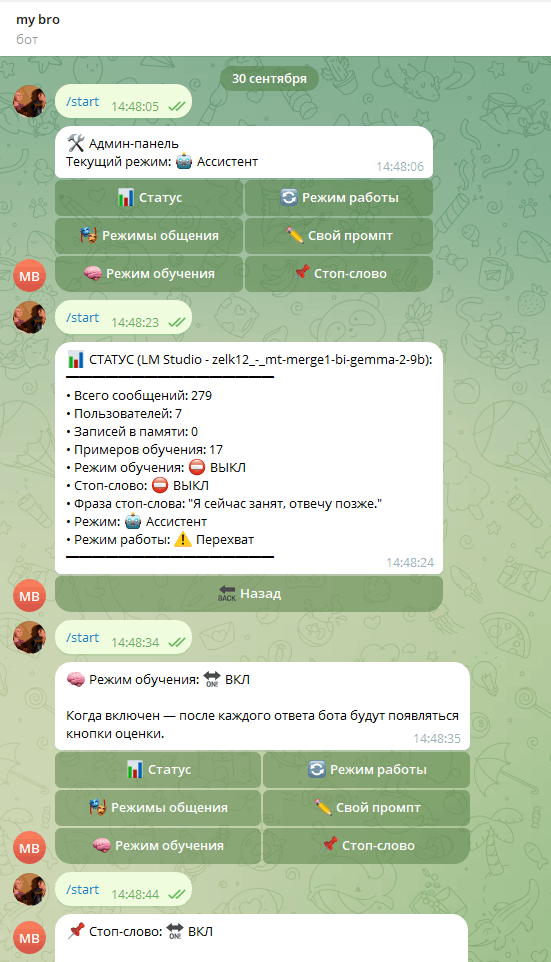 my bro
бот
30 сентября
/start 14:48:05
🛠 Админ-панель
Текущий режим: 🤖 Ассистент
14:48:06
📊 Статус
🔄 Режим работы
🎭 Режимы общения
✏️ Свой промпт
🧠 Режим обучения
📌 Стоп-слово
MB
/start 14:48:23
📊 СТАТУС (LM Studio - zelk12_-_mt-merge1-bi-gemma-2-9b):
• Всего сообщений: 279
• Пользователей: 7
• Записей в памяти: 0
• Примеров обучения: 17
• Режим обучения: ⛔ ВЫКЛ
• Стоп-слово: ⛔ ВЫКЛ
• Фраза стоп-слова: "Я сейчас занят, отвечу позже."
• Режим: 🤖 Ассистент
• Режим работы: ⚠️ Перехват
14:48:24
🔙 Назад
MB
/start 14:48:34
🧠 Режим обучения: 🔛 ВКЛ
Когда включен — после каждого ответа бота будут появляться
кнопки оценки.
14:48:35
📊 Статус
🔄 Режим работы
🎭 Режимы общения
✏️ Свой промпт
🧠 Режим обучения
📌 Стоп-слово
MB
/start 14:48:44
📌 Стоп-слово: 🔛 ВКЛ
MB